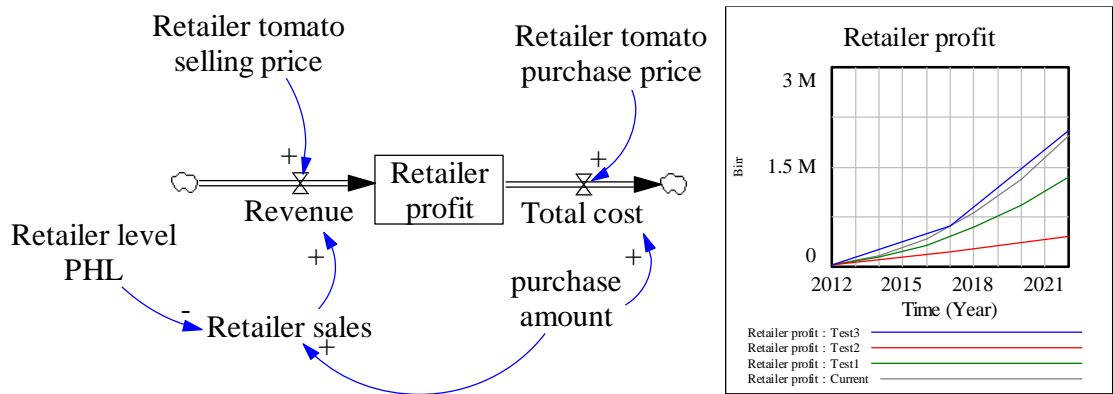 Retailer tomato
selling price
Retailer tomato
purchase price
+
+
Retailer
profit
Revenue
Total cost
Retailer level
PHL
+
+
purchase
amount
-
Retailer sales
+
Retailer profit
3 M
1.5 M
0
Birr
2012 2015 2018 2021
Time (Year)
Retailer profit : Test3
Retailer profit : Test2
Retailer profit : Test1
Retailer profit : Current